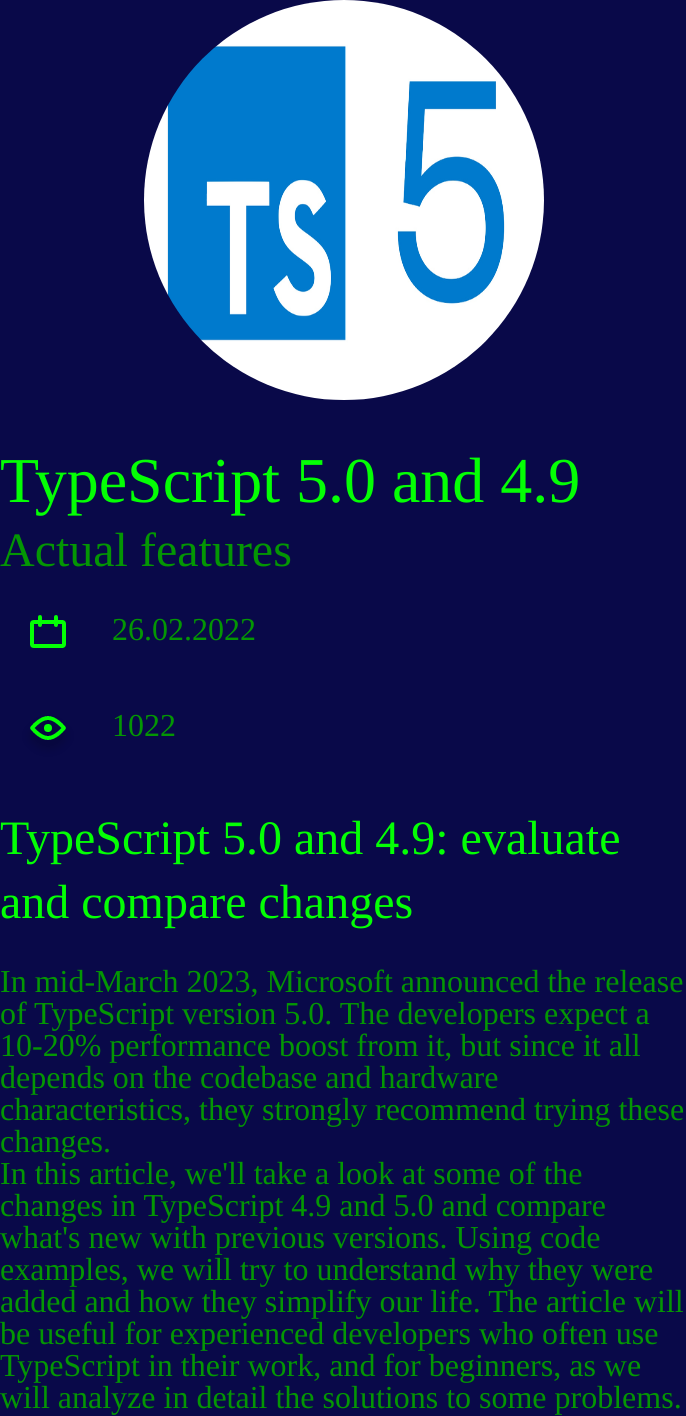 TS 5
TypeScript 5.0 and 4.9
Actual features
26.02.2022
1022
TypeScript 5.0 and 4.9: evaluate
and compare changes
In mid-March 2023, Microsoft announced the release
of TypeScript version 5.0. The developers expect a
10-20% performance boost from it, but since it all
depends on the codebase and hardware
characteristics, they strongly recommend trying these
changes.
In this article, we'll take a look at some of the
changes in TypeScript 4.9 and 5.0 and compare
what's new with previous versions. Using code
examples, we will try to understand why they were
added and how they simplify our life. The article will
be useful for experienced developers who often use
TypeScript in their work, and for beginners, as we
will analyze in detail the solutions to some problems.